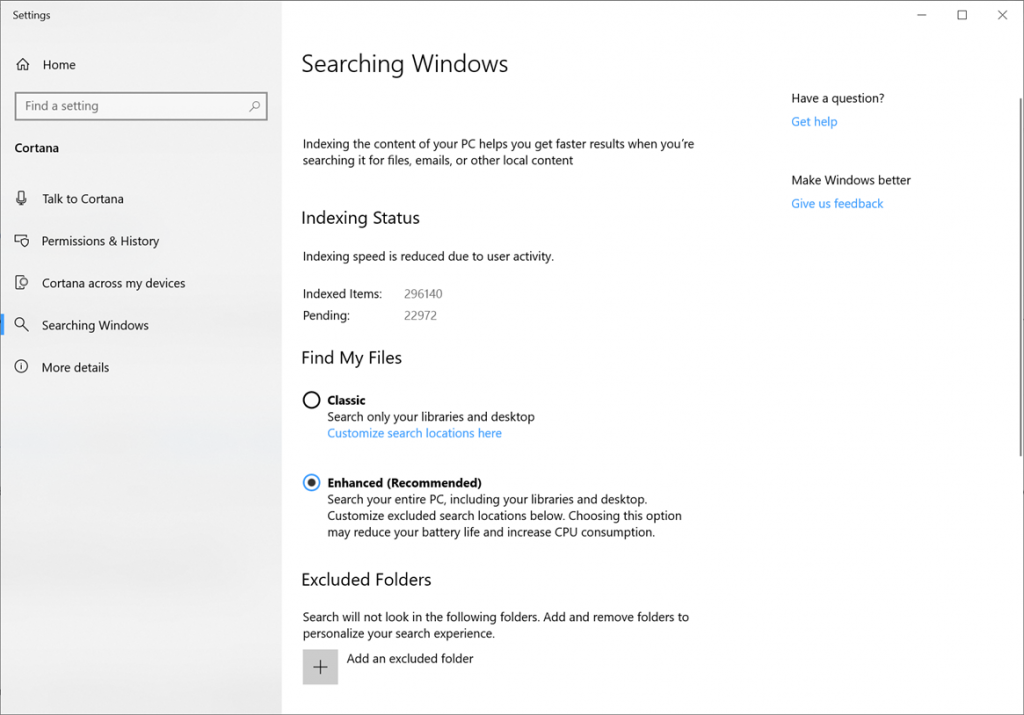 Settings
Home
Find a setting
Cortana
Talk to Cortana
Permissions & History
Cortana across my devices
Searching Windows
More details
Searching Windows
Indexing the content of your PC helps you get faster results when you're
searching it for files, emails, or other local content
Indexing Status
Indexing speed is reduced due to user activity.
Indexed Items: 296140
Pending: 22972
Find My Files
Classic
Search only your libraries and desktop
Customize search locations here
Enhanced (Recommended)
Search your entire PC, including your libraries and desktop.
Customize excluded search locations below. Choosing this option
may reduce your battery life and increase CPU consumption.
Excluded Folders
Search will not look in the following folders. Add and remove folders to
personalize your search experience.
Add an excluded folder
Have a question?
Get help
Make Windows better
Give us feedback